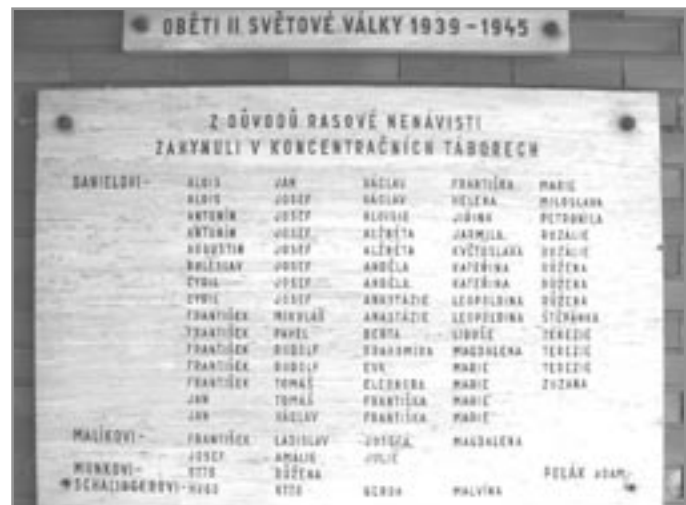 OBĚTI II. SVĚTOVÉ VÁLKY 1939 – 1945
Z DŮVODŮ RASOVÉ NENÁVISTI
ZAHYNULI V KONCENTRAČNÍCH TÁBORECH
DANIELOVI – ALOIS JAN VÁCLAV FRANTIŠKA MARIE
ALOIS JOSEF VÁCLAV HELENA MILOSLAVA
ANTONÍN JOSEF ALOISIE JIŘINA PETRONILA
ANTONÍN JOSEF ALŽBĚTA JARMILA ROZALIE
AUGUSTIN JOSEF ALŽBĚTA KVĚTOSLAVA ROZÁLIE
BOLESLAV JOSEF ANDĚLA KATEŘINA RŮŽENA
CYRIL JOSEF ANDĚLA KATEŘINA RŮŽENA
CYRIL JOSEF ANASTÁZIE LEOPOLDINA RŮŽENA
FRANTIŠEK MIKULÁŠ ANASTÁZIE LEOPOLDINA ŠTĚPÁNKA
FRANTIŠEK PAVEL BERTA LIBUŠE TEREZIE
FRANTIŠEK RUDOLF DRAHOMÍRA MAGDALENA TEREZIE
FRANTIŠEK RUDOLF EVA MARIE TEREZIE
FRANTIŠEK TOMÁŠ ELEONORA MARIE ZUZANA
JAN TOMÁŠ FRANTIŠKA MARIE
JAN VÁCLAV FRANTIŠKA MARIE
MALÍKOVI – FRANTIŠEK LADISLAV JOSEFA MAGDALENA
JOSEF AMALIE JULIE
MUNKOVI – OTTO RŮŽENA POLÁK ADAM
SCHALINGEROVI – HUGO OTTO MALVÍNA